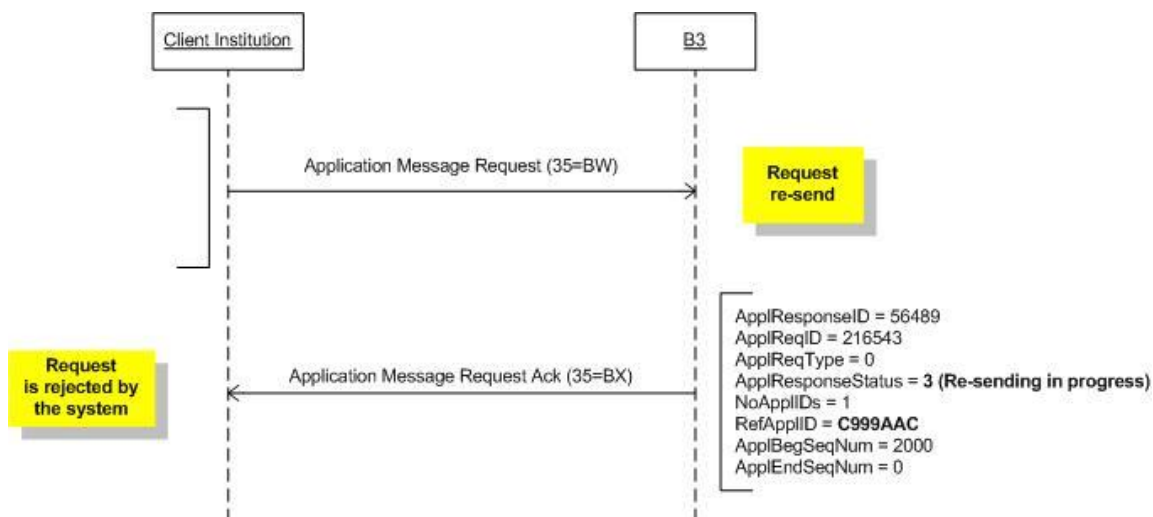 Client Institution
B3
Application Message Request (35=BW)
Request
re-send
ApplResponseID = 56489
ApplReqID = 216543
ApplReqType = 0
ApplResponseStatus = 3 (Re-sending in progress)
NoApplIDs = 1
RefApplID = C999AAC
ApplBegSeqNum = 2000
ApplEndSeqNum = 0
Request
is rejected by
the system
Application Message Request Ack (35=BX)